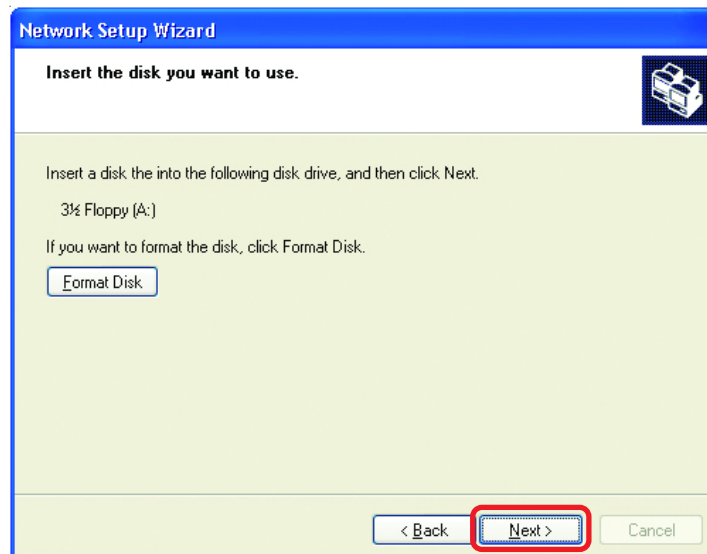 Network Setup Wizard
Insert the disk you want to use.
Insert a disk the into the following disk drive, and then click Next.
3½ Floppy (A:)
If you want to format the disk, click Format Disk.
Format Disk
< Back Next > Cancel